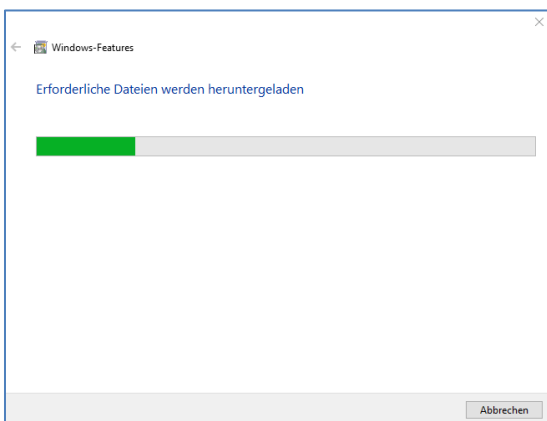 Windows-Features
Erforderliche Dateien werden heruntergeladen
Abbrechen